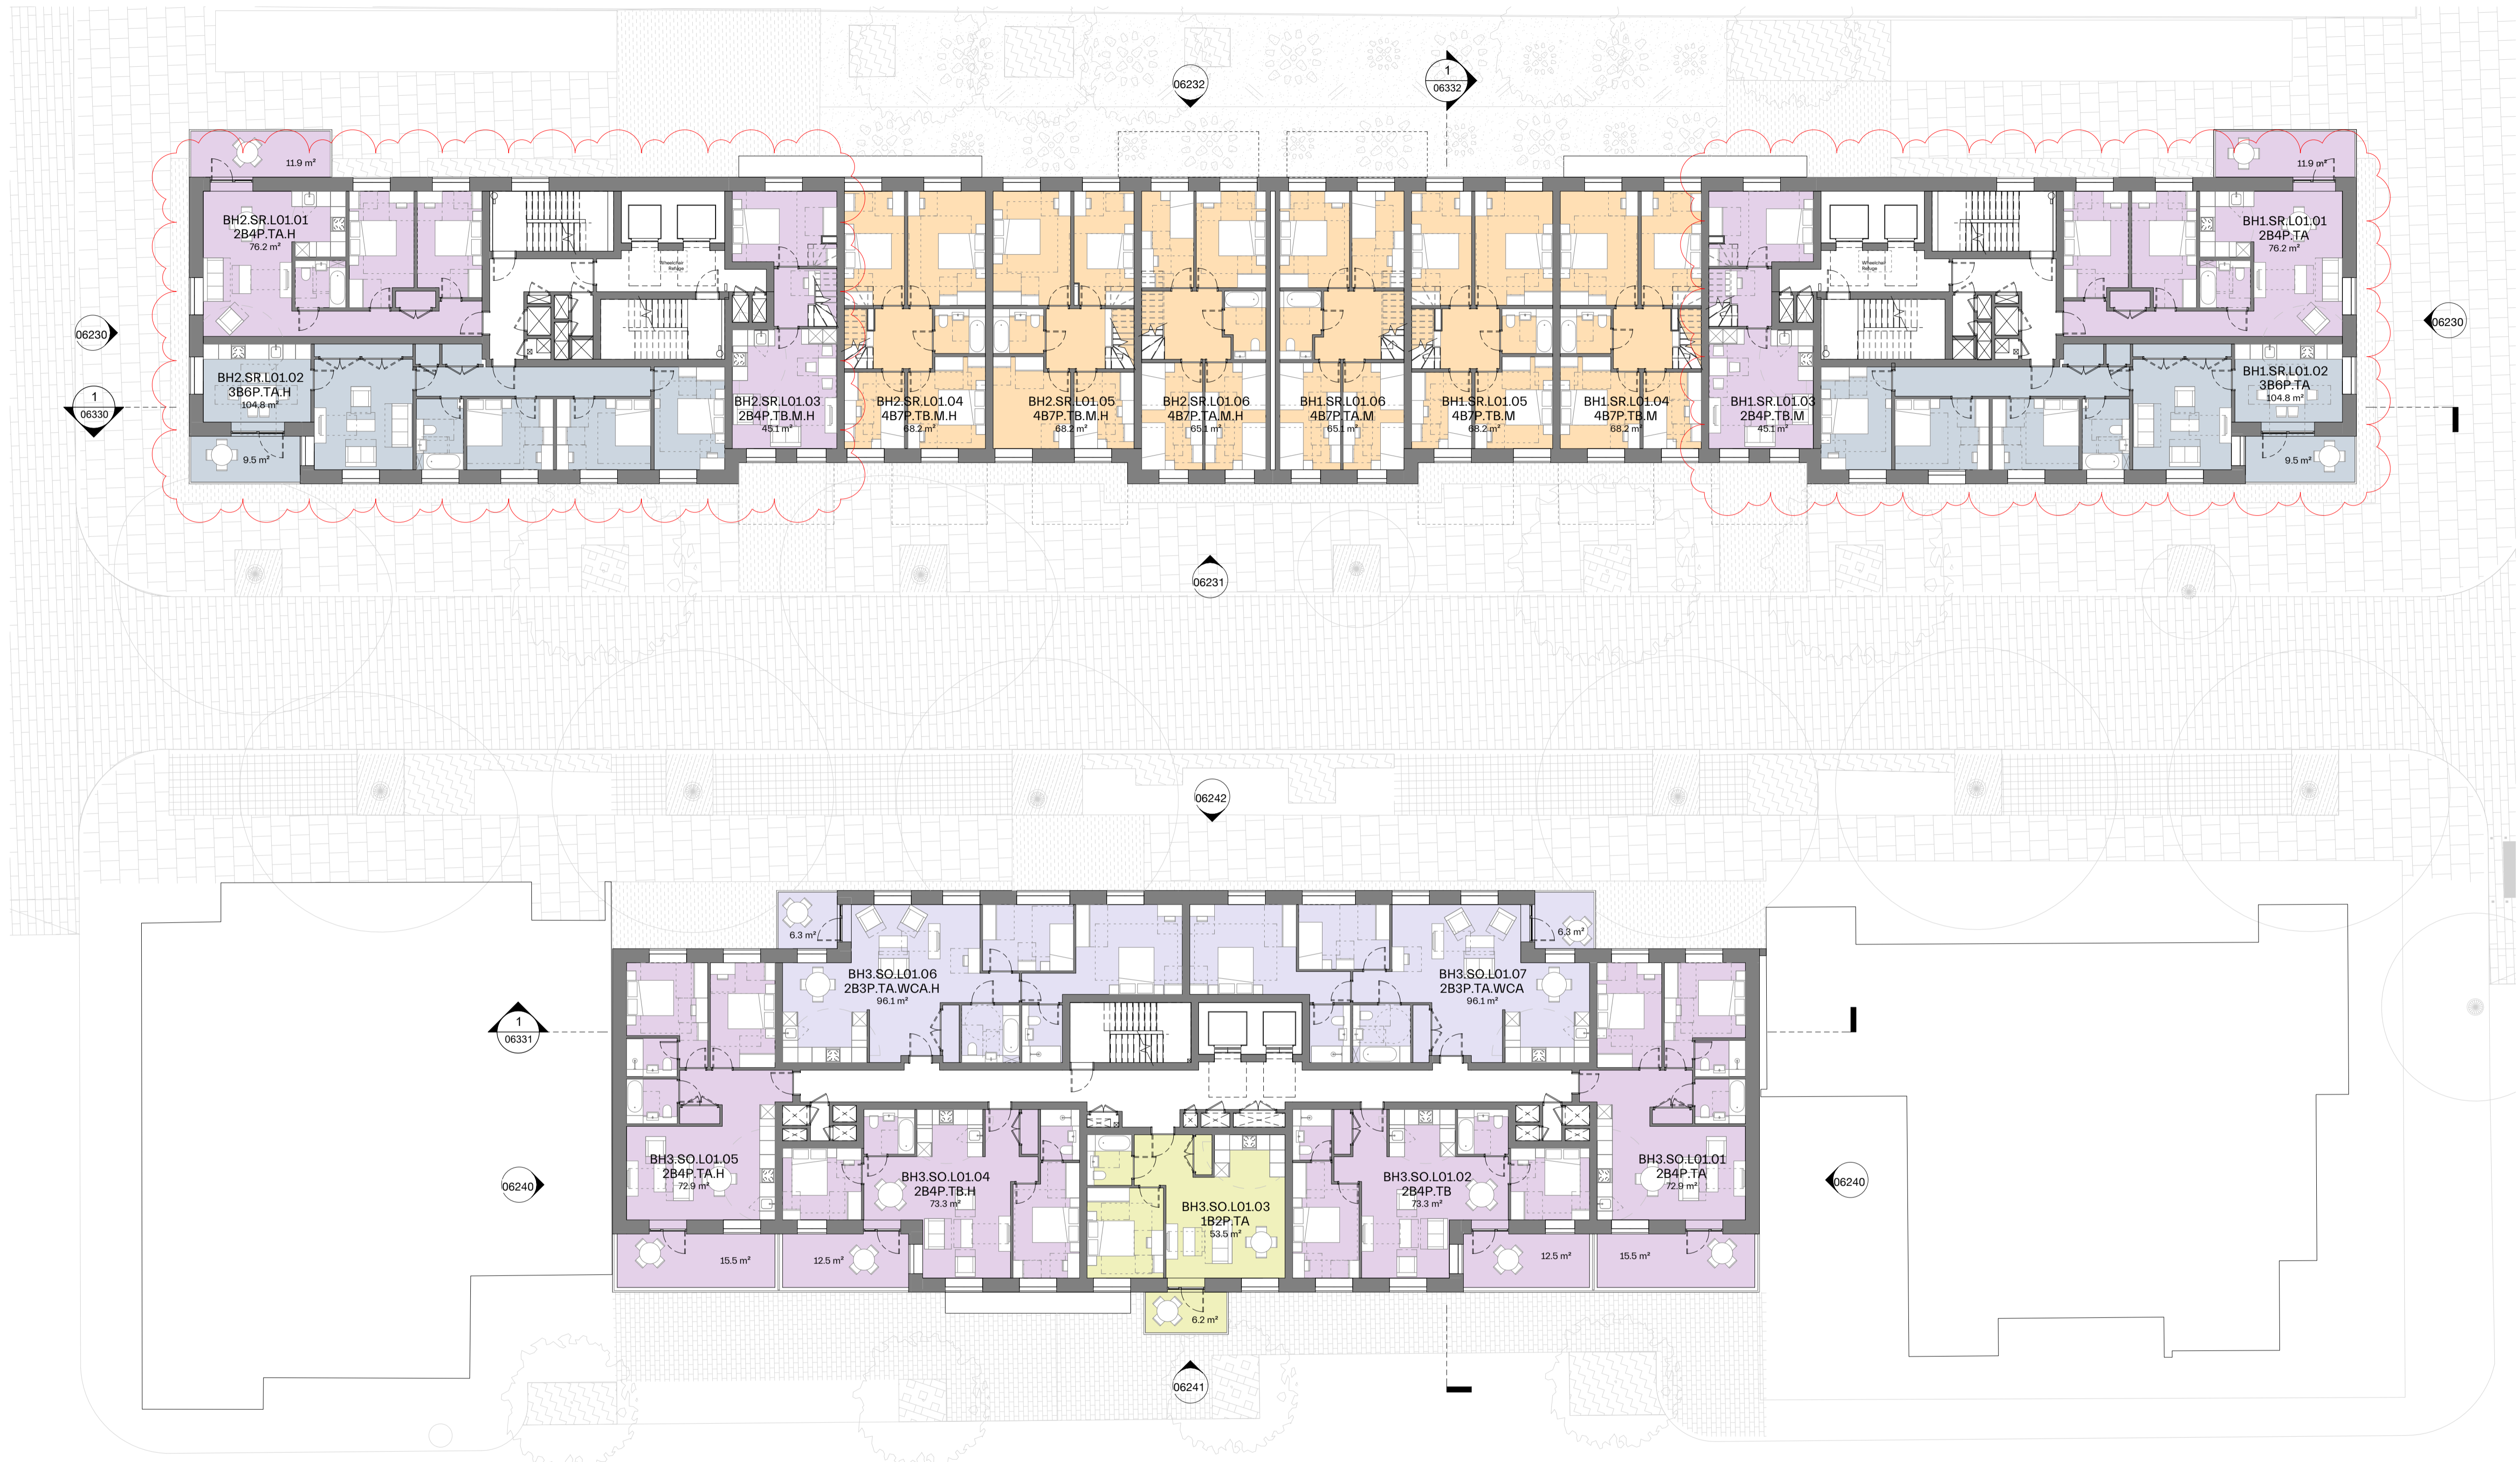 06232
1
06332
11.9 m²
11.9 m²
BH2.SR.L01.01
2B4P.TA.H
76.2 m²
BH1.SR.L01.01
2B4P.TA
76.2 m²
Wheelchair
Refuge
Wheelchair
Refuge
06230
06230
BH2.SR.L01.02
3B6P.TA.H
104.8 m²
BH2.SR.L01.03
2B4P.TB.M.H
45.1 m²
BH2.SR.L01.04
4B7P.TB.M.H
68.2 m²
BH2.SR.L01.05
4B7P.TB.M.H
68.2 m²
BH2.SR.L01.06
4B7P.TA.M.H
65.1 m²
BH1.SR.L01.06
4B7P.TA.M
65.1 m²
BH1.SR.L01.05
4B7P.TB.M
68.2 m²
BH1.SR.L01.04
4B7P.TB.M
68.2 m²
BH1.SR.L01.03
2B4P.TB.M
45.1 m²
BH1.SR.L01.02
3B6P.TA
104.8 m²
1
06330
9.5 m²
9.5 m²
06231
06242
6.3 m²
6.3 m²
BH3.SO.L01.06
2B3P.TA.WCA.H
96.1 m²
BH3.SO.L01.07
2B3P.TA.WCA
96.1 m²
1
06331
BH3.SO.L01.05
2B4P.TA.H
72.9 m²
BH3.SO.L01.04
2B4P.TB.H
73.3 m²
BH3.SO.L01.03
1B2P.TA
53.5 m²
BH3.SO.L01.02
2B4P.TB
73.3 m²
BH3.SO.L01.01
2B4P.TA
72.9 m²
06240
06240
15.5 m²
12.5 m²
12.5 m²
15.5 m²
6.2 m²
06241